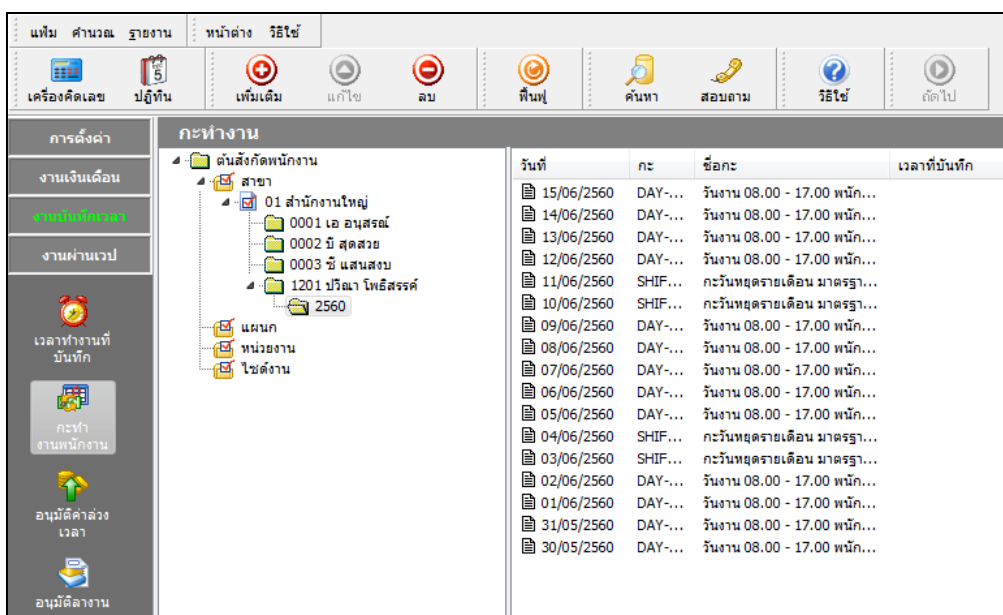 แฟ้ม คำนวณ รายงาน หน้าต่าง วิธีใช้
เครื่องคิดเลข ปฏิทิน เพิ่มเติม แก้ไข ลบ ฟื้นฟู ค้นหา สอบถาม วิธีใช้ ถัดไป
การตั้งค่า
งานเงินเดือน
งานบันทึกเวลา
งานผ่านเวป
เวลาทำงานที่
บันทึก
กะทำ
งานพนักงาน
อนุมัติค่าล่วง
เวลา
อนุมัติลางาน
กะทำงาน
ต้นสังกัดพนักงาน
สาขา
01 สำนักงานใหญ่
0001 เอ อนุสรณ์
0002 บี สุดสวย
0003 ซี แสนสงบ
1201 ปวีณา โพธิสรรค์
2560
แผนก
หน่วยงาน
ไซด์งาน
วันที่ กะ ชื่อกะ เวลาที่บันทึก
15/06/2560 DAY-... วันงาน 08.00 - 17.00 พนัก...
14/06/2560 DAY-... วันงาน 08.00 - 17.00 พนัก...
13/06/2560 DAY-... วันงาน 08.00 - 17.00 พนัก...
12/06/2560 DAY-... วันงาน 08.00 - 17.00 พนัก...
11/06/2560 SHIF... กะวันหยุดรายเดือน มาตรฐา...
10/06/2560 SHIF... กะวันหยุดรายเดือน มาตรฐา...
09/06/2560 DAY-... วันงาน 08.00 - 17.00 พนัก...
08/06/2560 DAY-... วันงาน 08.00 - 17.00 พนัก...
07/06/2560 DAY-... วันงาน 08.00 - 17.00 พนัก...
06/06/2560 DAY-... วันงาน 08.00 - 17.00 พนัก...
05/06/2560 DAY-... วันงาน 08.00 - 17.00 พนัก...
04/06/2560 SHIF... กะวันหยุดรายเดือน มาตรฐา...
03/06/2560 SHIF... กะวันหยุดรายเดือน มาตรฐา...
02/06/2560 DAY-... วันงาน 08.00 - 17.00 พนัก...
01/06/2560 DAY-... วันงาน 08.00 - 17.00 พนัก...
31/05/2560 DAY-... วันงาน 08.00 - 17.00 พนัก...
30/05/2560 DAY-... วันงาน 08.00 - 17.00 พนัก...